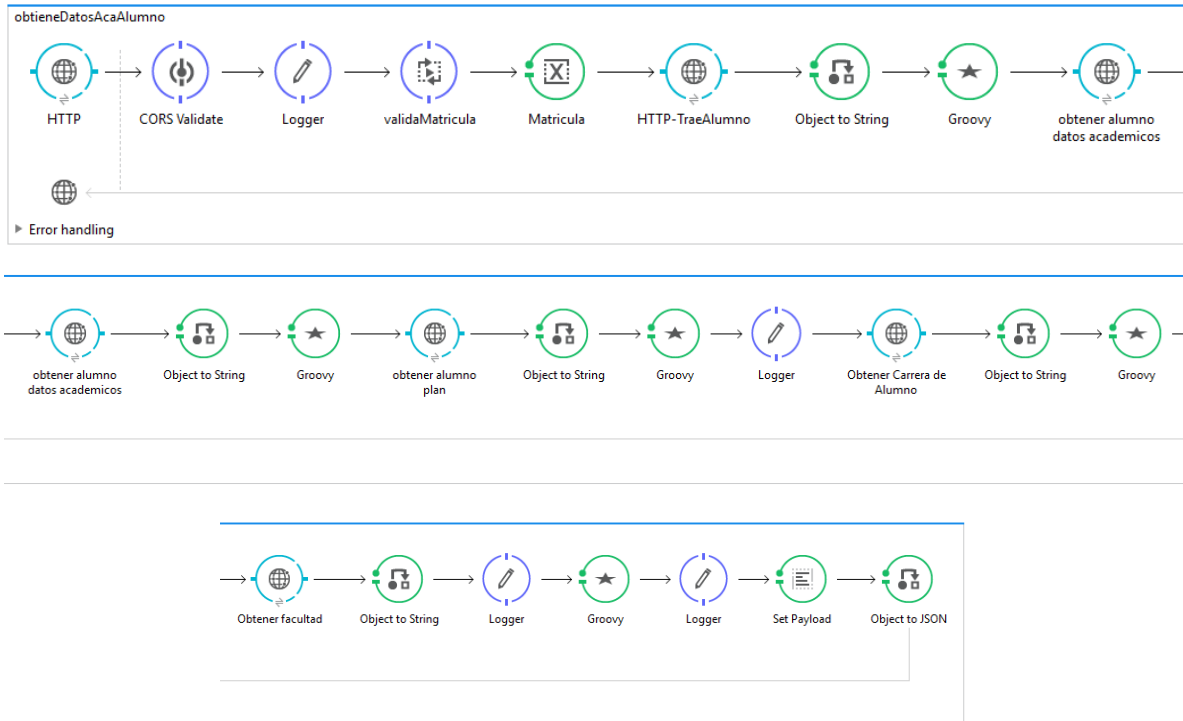 obtieneDatosAcaAlumno
HTTP
CORS Validate
Logger
validaMatricula
Matricula
HTTP-TraeAlumno
Object to String
Groovy
obtener alumno
datos academicos
Error handling
obtener alumno
datos academicos
Object to String
Groovy
obtener alumno
plan
Object to String
Groovy
Logger
Obtener Carrera de
Alumno
Object to String
Groovy
Obtener facultad
Object to String
Logger
Groovy
Logger
Set Payload
Object to JSON